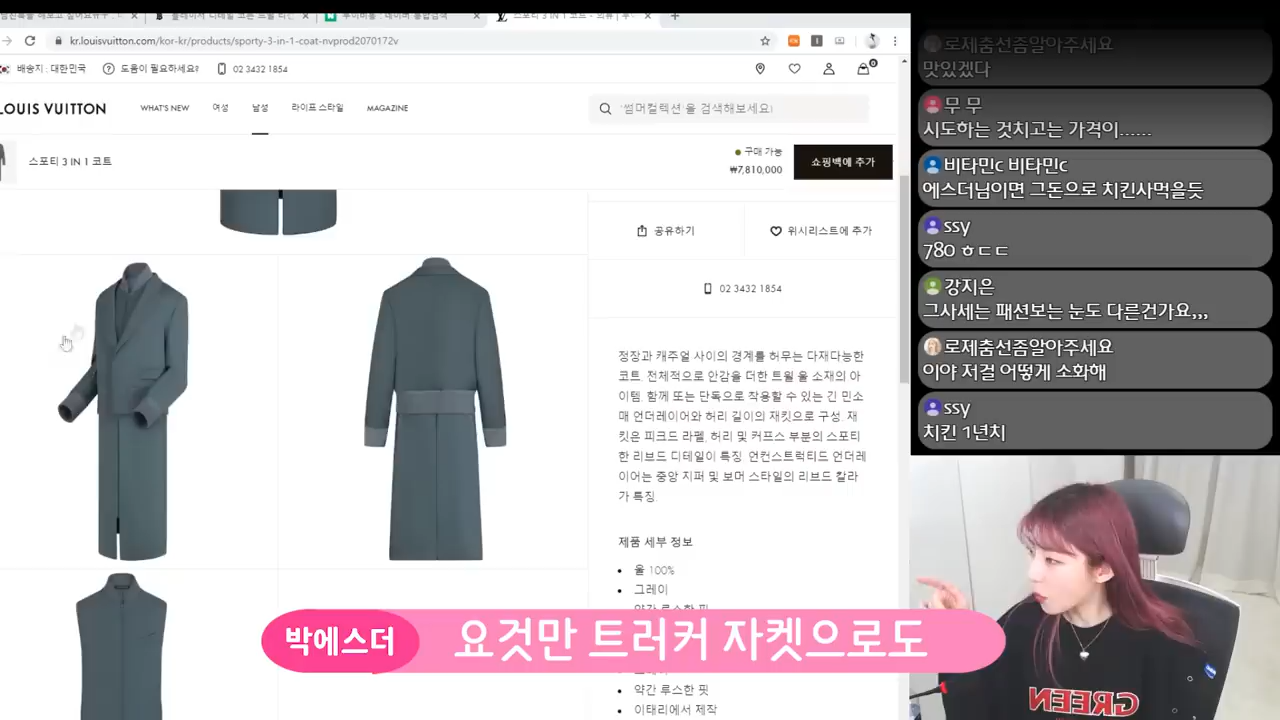 스포티 3 IN 1 코트 - 의류 | 루이
kr.louisvuitton.com/kor-kr/products/sporty-3-in-1-coat-nvprod2070172v
배송지 : 대한민국
도움이 필요하세요?
02 3432 1854
LOUIS VUITTON
WHAT'S NEW
여성
남성
라이프 스타일
MAGAZINE
'썸머컬렉션'을 검색해보세요!
0
스포티 3 IN 1 코트
구매 가능
₩7,810,000
쇼핑백에 추가
공유하기
위시리스트에 추가
02 3432 1854
정장과 캐주얼 사이의 경계를 허무는 다재다능한
코트. 전체적으로 안감을 더한 트윌 울 소재의 아
이템. 함께 또는 단독으로 착용할 수 있는 긴 민소
매 언더레이어와 허리 길이의 재킷으로 구성. 재
킷은 피크드 라펠, 허리 및 커프스 부분의 스포티
한 리브드 디테일이 특징. 언컨스트럭티드 언더레
이어는 중앙 지퍼 및 보머 스타일의 리브드 칼라
가 특징.
제품 세부 정보
울 100%
그레이
약간 루스한 핏
약간 루스한 핏
이태리에서 제작
로제춤선좀알아주세요
맛있겠다
무 무
시도하는 것치고는 가격이......
비타민c 비타민c
에스더님이면 그돈으로 치킨사먹을듯
ssy
780 ㅎㄷㄷ
강지은
그사세는 패션보는 눈도 다른건가요,,,
로제춤선좀알아주세요
이야 저걸 어떻게 소화해
ssy
치킨 1년치
박에스더
요것만 트러커 자켓으로도
GREEN